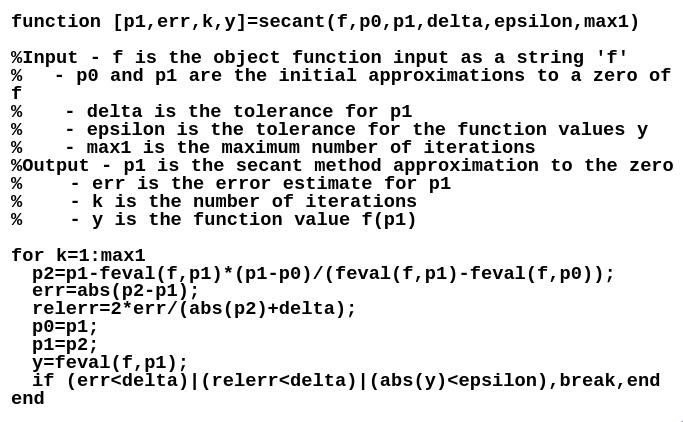 function [p1,err,k,y]=secant(f,p0,p1,delta,epsilon,max1)
%Input - f is the object function input as a string 'f'
%   - p0 and p1 are the initial approximations to a zero of
f
%    - delta is the tolerance for p1
%    - epsilon is the tolerance for the function values y
%    - max1 is the maximum number of iterations
%Output - p1 is the secant method approximation to the zero
%    - err is the error estimate for p1
%    - k is the number of iterations
%    - y is the function value f(p1)
for k=1:max1
  p2=p1-feval(f,p1)*(p1-p0)/(feval(f,p1)-feval(f,p0));
  err=abs(p2-p1);
  relerr=2*err/(abs(p2)+delta);
  p0=p1;
  p1=p2;
  y=feval(f,p1);
  if (err<delta)|(relerr<delta)|(abs(y)<epsilon),break,end
end